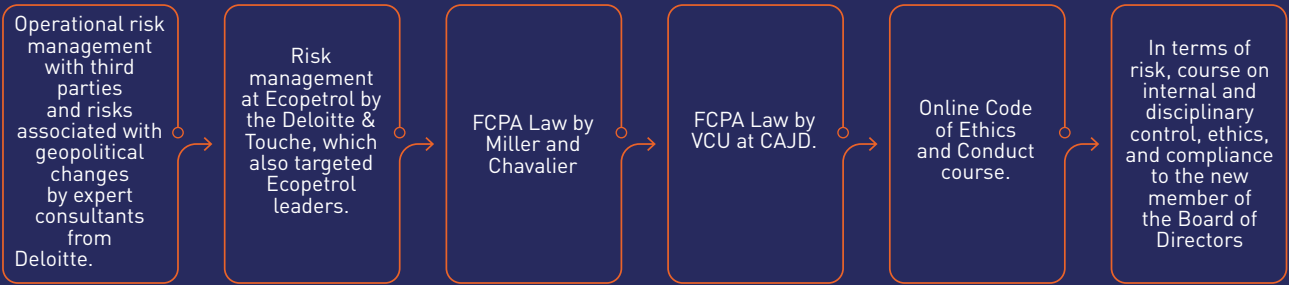 Operational risk
management
with third
parties
and risks
associated with
geopolitical
changes
by expert
consultants
from
Deloitte.
Risk
management
at Ecopetrol by
the Deloitte &
Touche, which
also targeted
Ecopetrol
leaders.
FCPA Law by
Miller and
Chavalier
FCPA Law by
VCU at CAJD.
Online Code
of Ethics
and Conduct
course.
In terms of
risk, course on
internal and
disciplinary
control, ethics,
and compliance
to the new
member of
the Board of
Directors